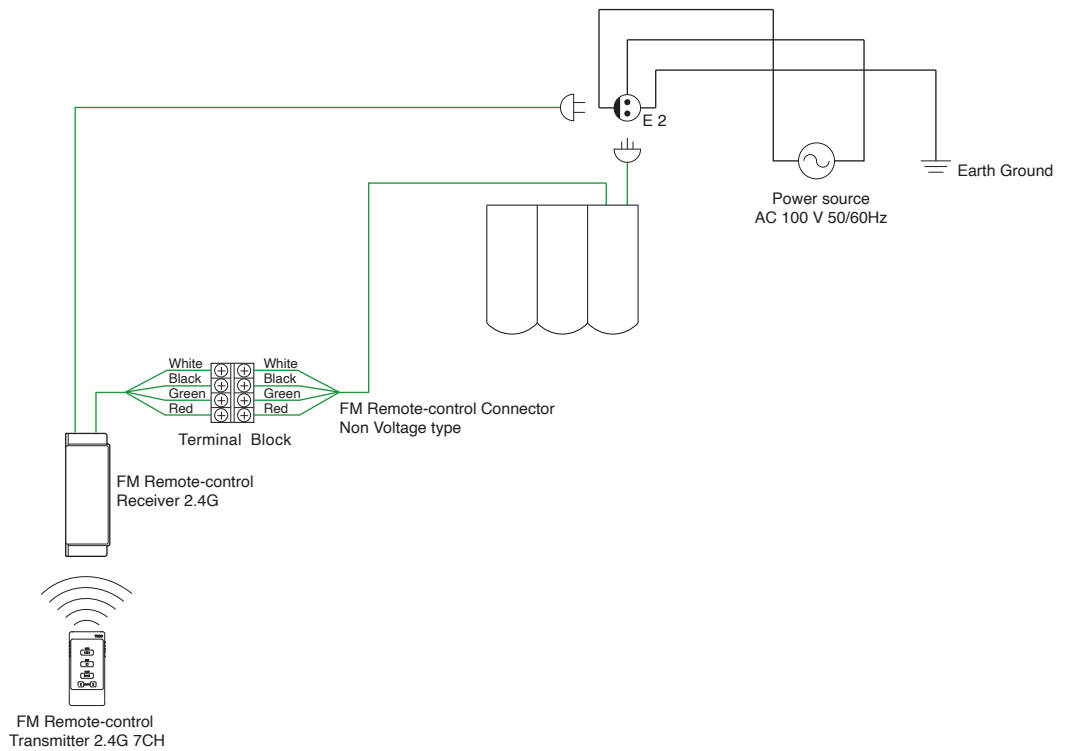 E 2
Earth Ground
Power source
AC 100 V 50/60Hz
White White
Black Black
Green Green
Red Red
FM Remote-control Connector
Non Voltage type
Terminal Block
FM Remote-control
Receiver 2.4G
FM Remote-control
Transmitter 2.4G 7CH